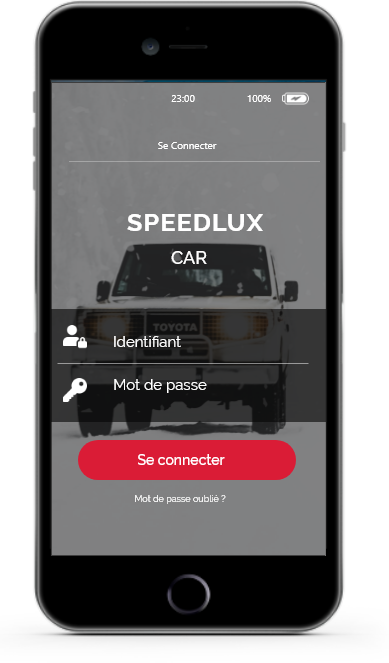 23:00 100%
Se Connecter
SPEEDLUX
CAR
TOYOTA
Identifiant
Mot de passe
Se connecter
Mot de passe oublié ?